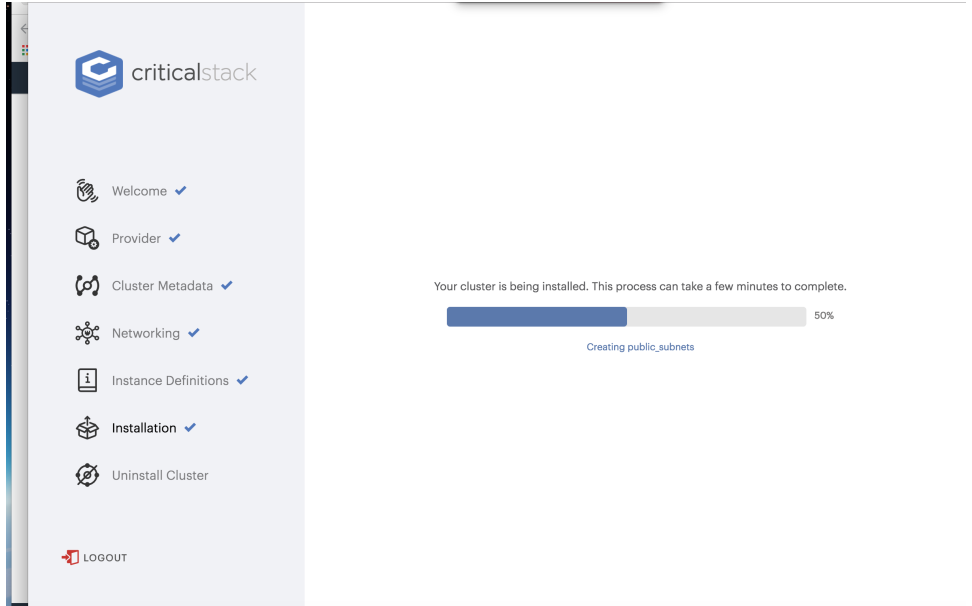 criticalstack
Welcome
Provider
Cluster Metadata
Networking
Instance Definitions
Installation
Uninstall Cluster
LOGOUT
Your cluster is being installed. This process can take a few minutes to complete.
50%
Creating public_subnets